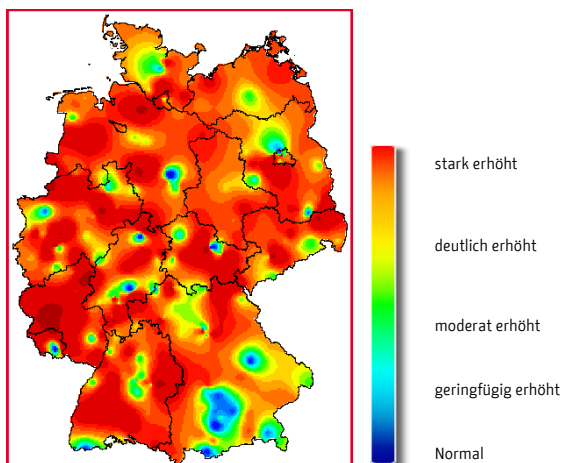 stark erhöht
deutlich erhöht
moderat erhöht
geringfügig erhöht
Normal